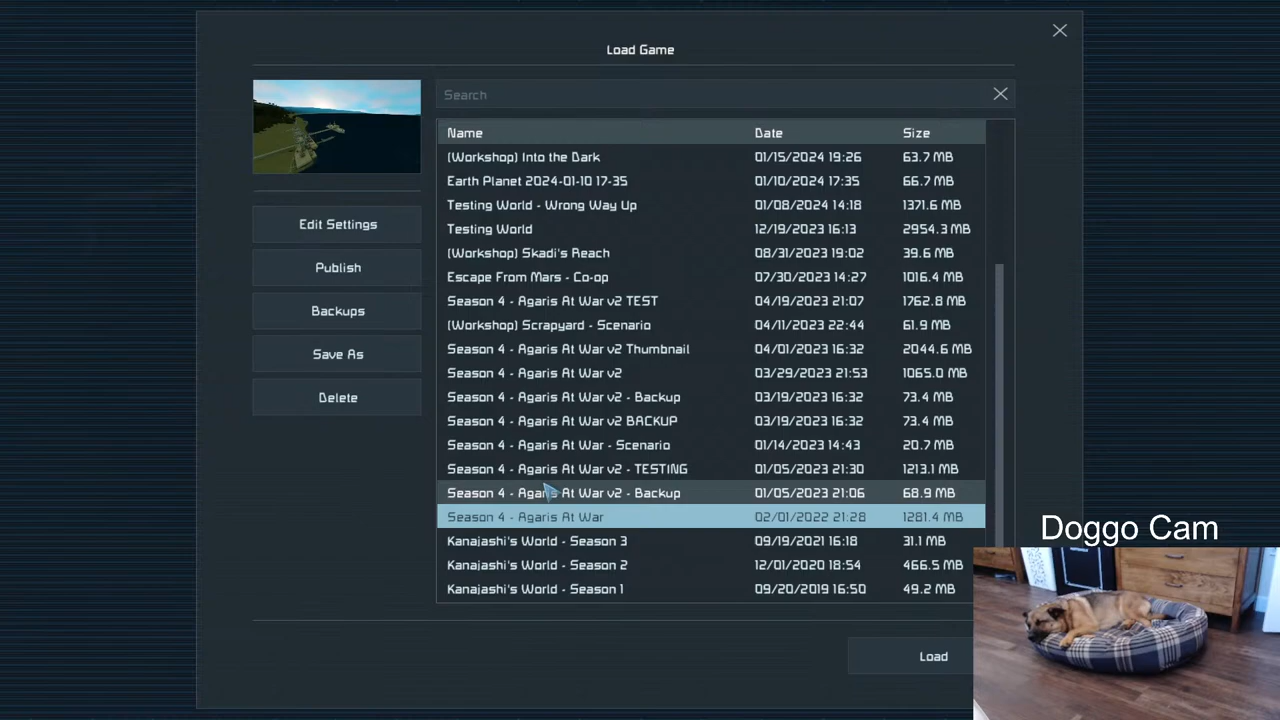 Load Game
Search
Name Date Size
(Workshop) Into the Dark 01/15/2024 19:26 63.7 MB
Earth Planet 2024-01-10 17-35 01/10/2024 17:35 66.7 MB
Testing World - Wrong Way Up 01/08/2024 14:18 1371.6 MB
Testing World 12/19/2023 16:13 2954.3 MB
(Workshop) Skadi's Reach 08/31/2023 19:02 39.6 MB
Escape From Mars - Co-op 07/30/2023 14:27 1016.4 MB
Season 4 - Agaris At War v2 TEST 04/19/2023 21:07 1762.8 MB
(Workshop) Scrapyard - Scenario 04/11/2023 22:44 61.9 MB
Season 4 - Agaris At War v2 Thumbnail 04/01/2023 16:32 2044.6 MB
Season 4 - Agaris At War v2 03/29/2023 21:53 1065.0 MB
Season 4 - Agaris At War v2 - Backup 03/19/2023 16:32 73.4 MB
Season 4 - Agaris At War v2 BACKUP 03/19/2023 16:32 73.4 MB
Season 4 - Agaris At War - Scenario 01/14/2023 14:43 20.7 MB
Season 4 - Agaris At War v2 - TESTING 01/05/2023 21:30 1213.1 MB
Season 4 - Agaris At War v2 - Backup 01/05/2023 21:06 68.9 MB
Season 4 - Agaris At War 02/01/2022 21:28 1281.4 MB
Kanajashi's World - Season 3 09/19/2021 16:18 31.1 MB
Kanajashi's World - Season 2 12/01/2020 18:54 466.5 MB
Kanajashi's World - Season 1 09/20/2019 16:50 49.2 MB
Edit Settings
Publish
Backups
Save As
Delete
Load
Doggo Cam